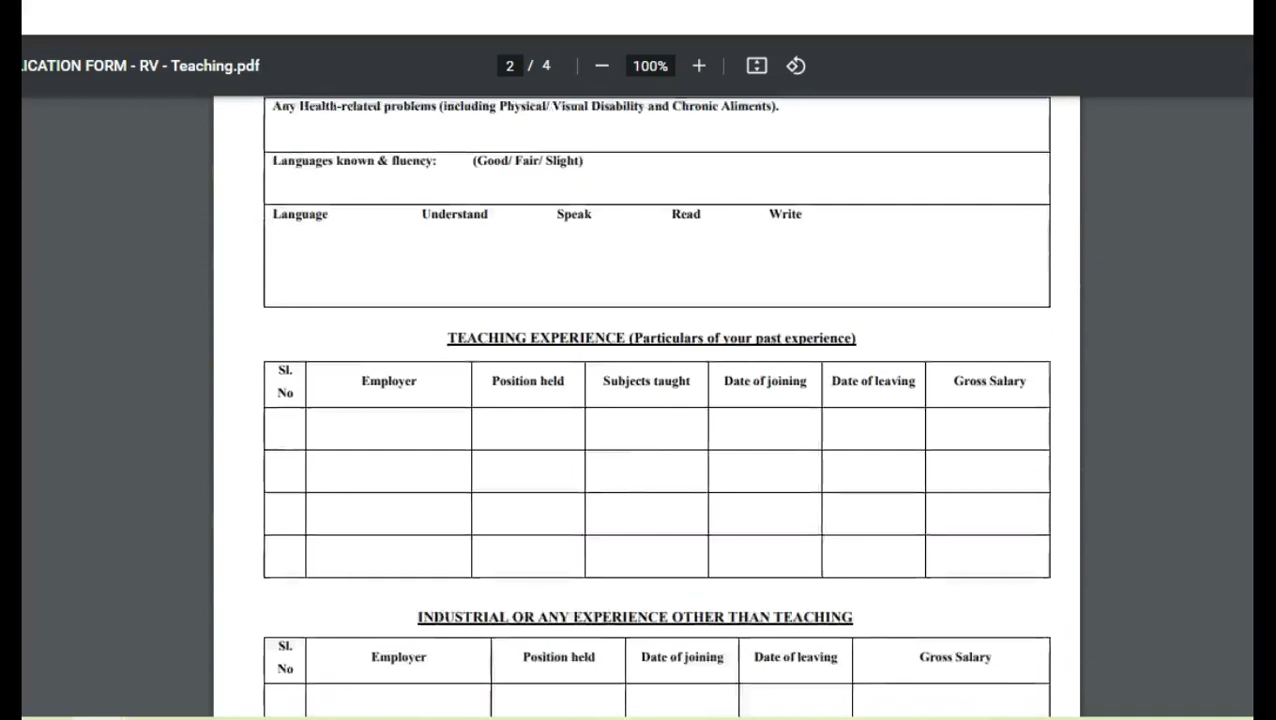 LICATION FORM - RV - Teaching.pdf
2 / 4
100%
Any Health-related problems (including Physical/ Visual Disability and Chronic Aliments).
Languages known & fluency: (Good/ Fair/ Slight)
Language Understand Speak Read Write
TEACHING EXPERIENCE (Particulars of your past experience)
Sl. No Employer Position held Subjects taught Date of joining Date of leaving Gross Salary
INDUSTRIAL OR ANY EXPERIENCE OTHER THAN TEACHING
Sl. No Employer Position held Date of joining Date of leaving Gross Salary